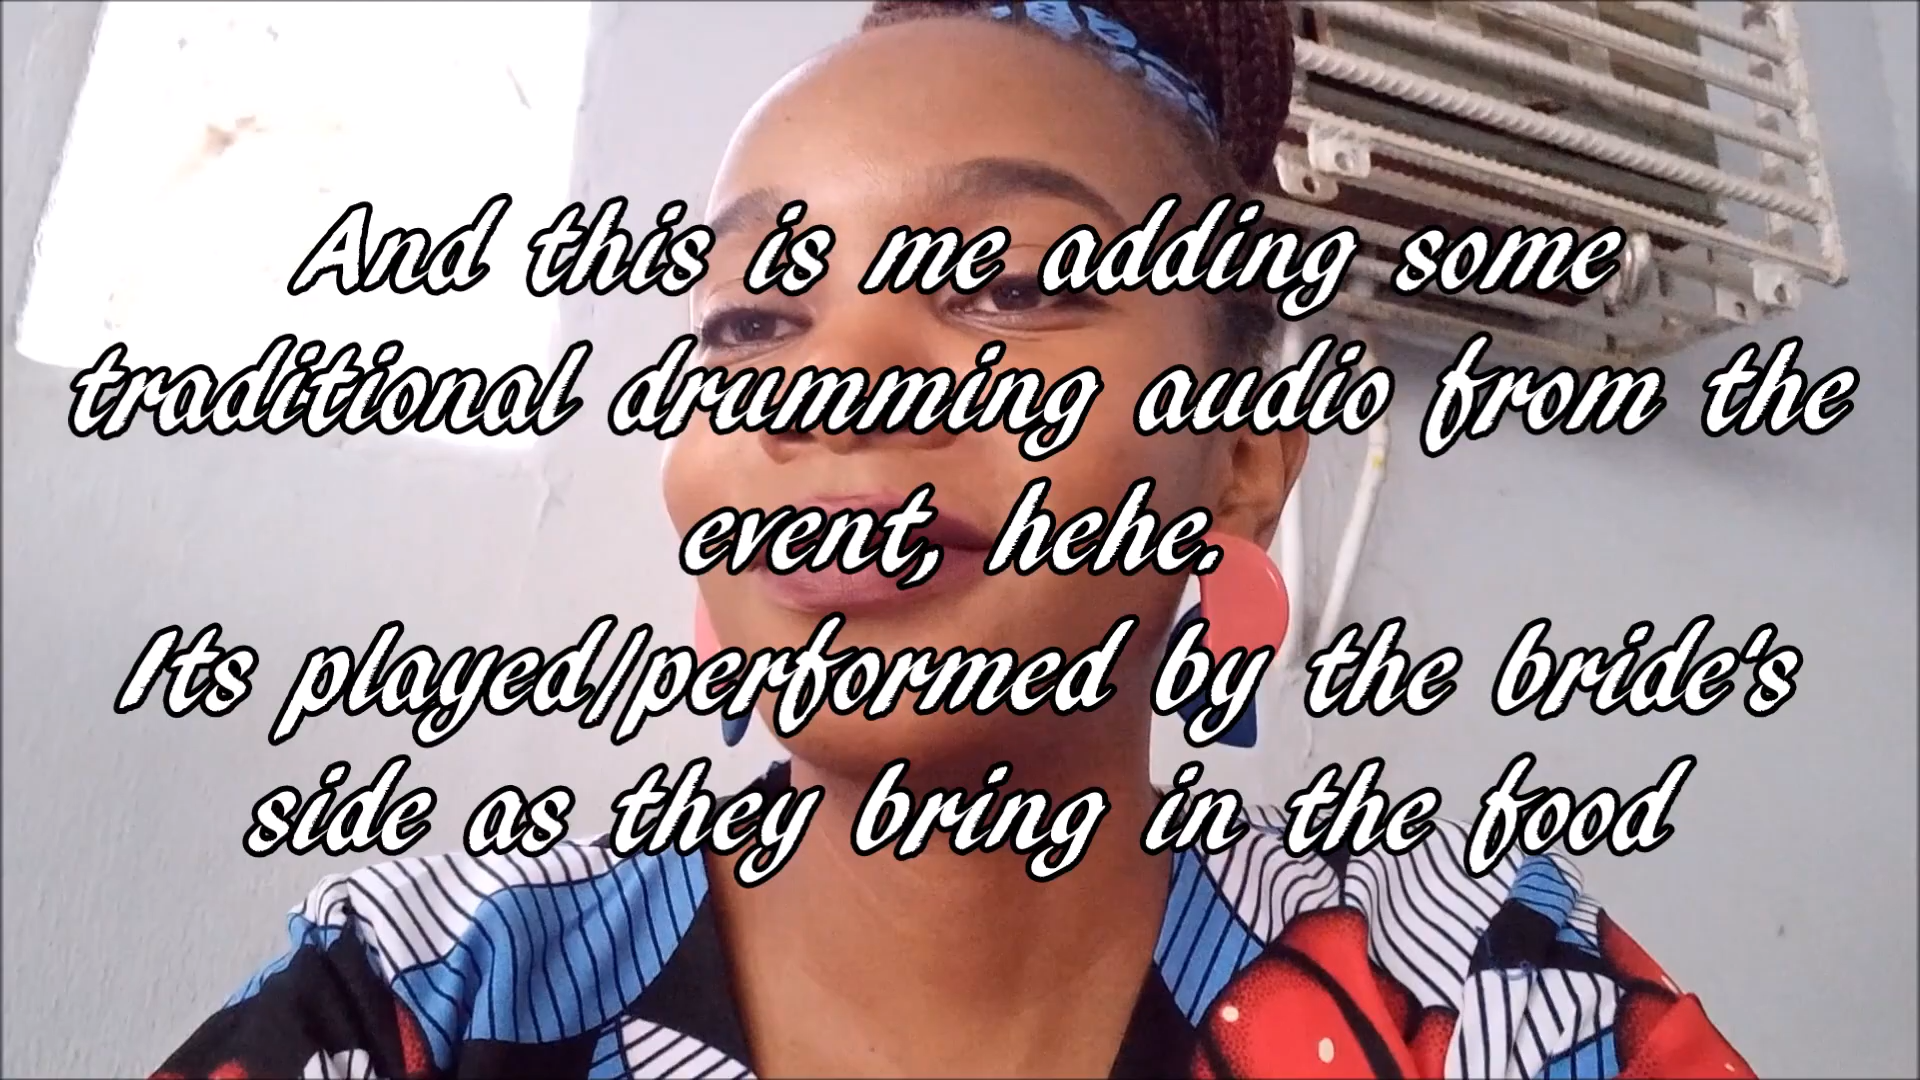 And this is me adding some
traditional drumming audio from the
event, hehe.
Its played/performed by the bride's
side as they bring in the food